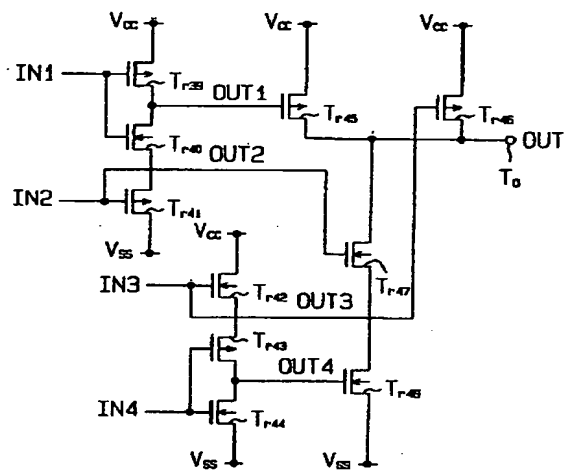 Vcc
Vcc
Vcc
IN1
Tr39
OUT1
Tr45
Tr46
Tr40
OUT2
OUT
To
IN2
Tr41
Vss
Vcc
IN3
Tr42
OUT3
Tr47
Tr43
OUT4
Tr48
IN4
Tr44
Vss
Vss